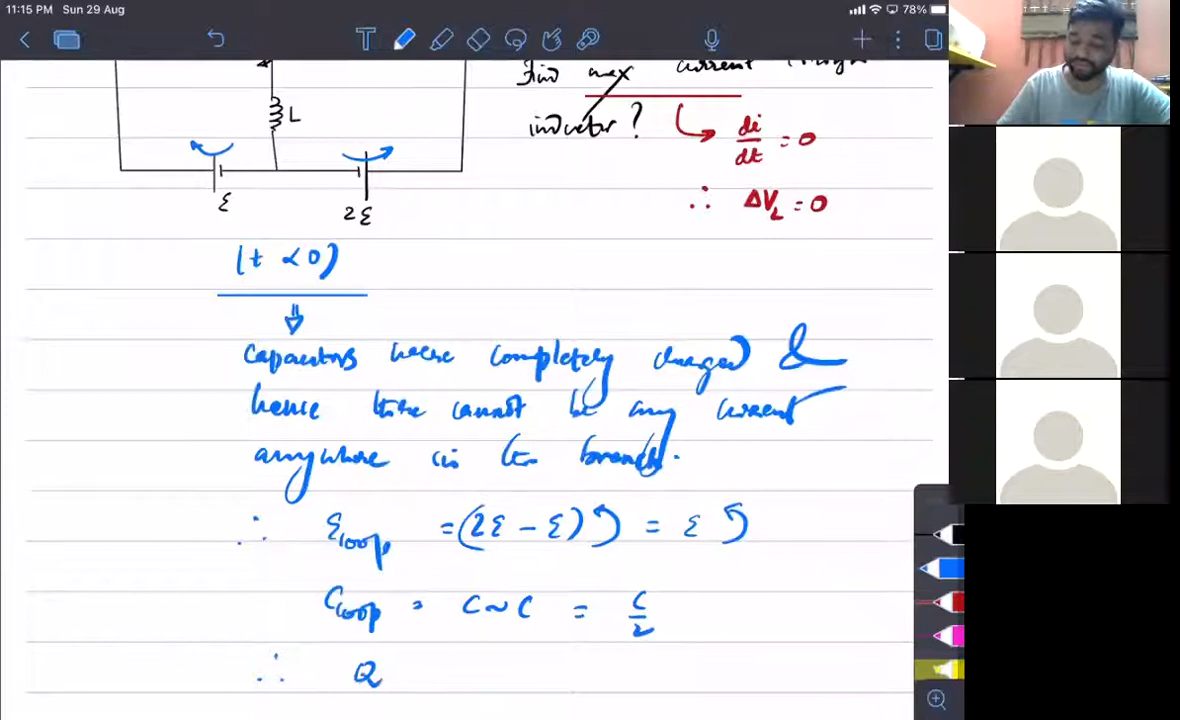 11:15 PM Sun 29 Aug
78%
T
Find max current through
inductor?
di/dt = 0
∴ ΔV_L = 0
L
ε
2ε
(t < 0)
capacitors were completely charged &
hence there cannot be any current
anywhere in the branch.
∴ ε_loop = (2ε - ε) ↺ = ε ↺
C_loop = C ~ C = C/2
∴ Q